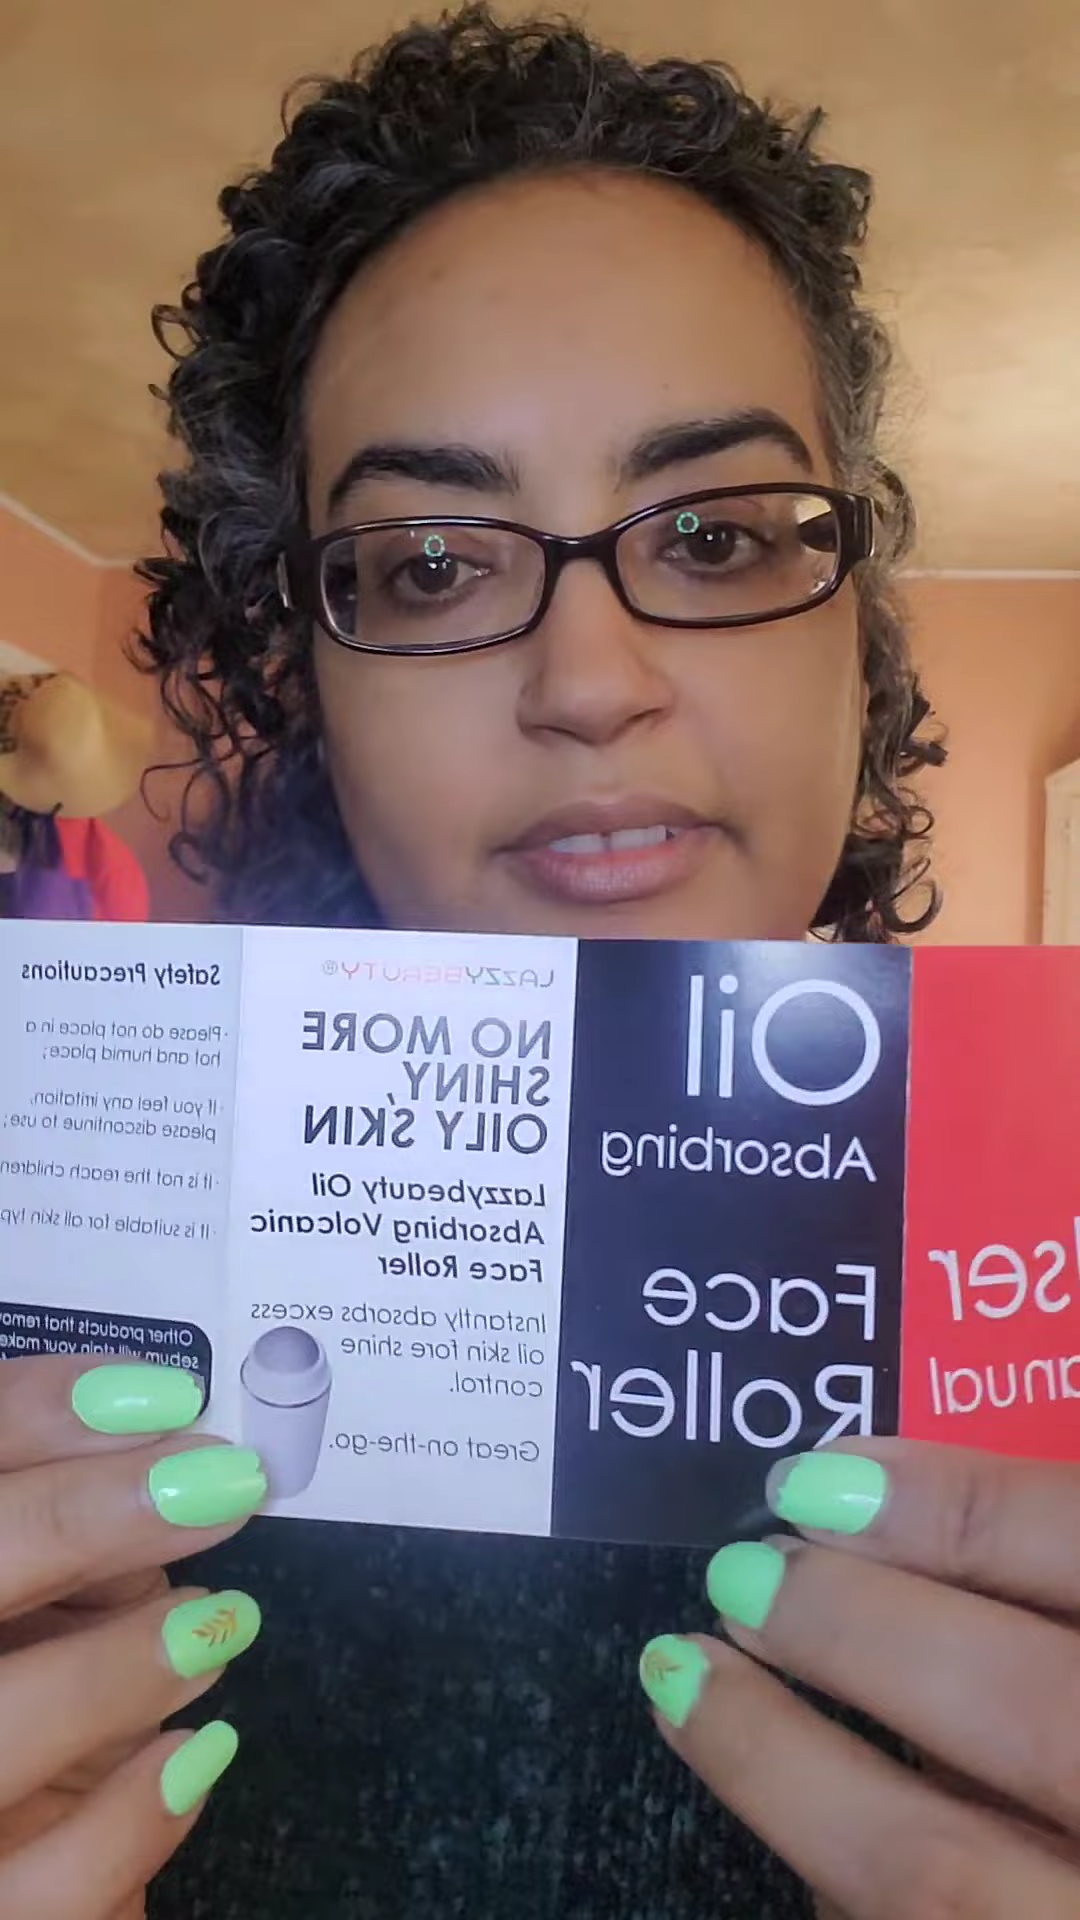 ser
anual
Oil
Absorbing
Face
Roller
LAZZYBEAUTY®
NO MORE
SHINY,
OILY SKIN
Lazzybeauty Oil
Absorbing Volcanic
Face Roller
Instantly absorbs excess
oil skin fore shine
control.
Great on-the-go.
Safety Precautions
·Please do not place in a
hot and humid place;
·If you feel any irritation,
please discontinue to use;
·It is not the reach children
·It is suitable for all skin typ
Other products that remov
sebum will stain your make